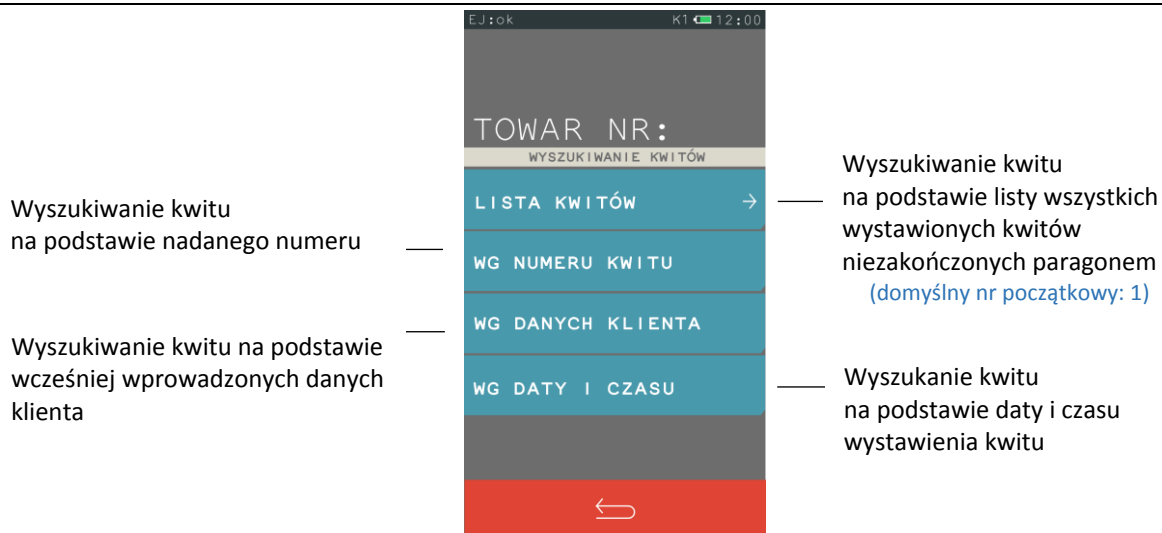 EJ:ok K1 12:00
TOWAR NR:
WYSZUKIWANIE KWITÓW
LISTA KWITÓW
WG NUMERU KWITU
WG DANYCH KLIENTA
WG DATY I CZASU
Wyszukiwanie kwitu
na podstawie nadanego numeru
Wyszukiwanie kwitu na podstawie
wcześniej wprowadzonych danych
klienta
Wyszukiwanie kwitu
na podstawie listy wszystkich
wystawionych kwitów
niezakończonych paragonem
(domyślny nr początkowy: 1)
Wyszukanie kwitu
na podstawie daty i czasu
wystawienia kwitu